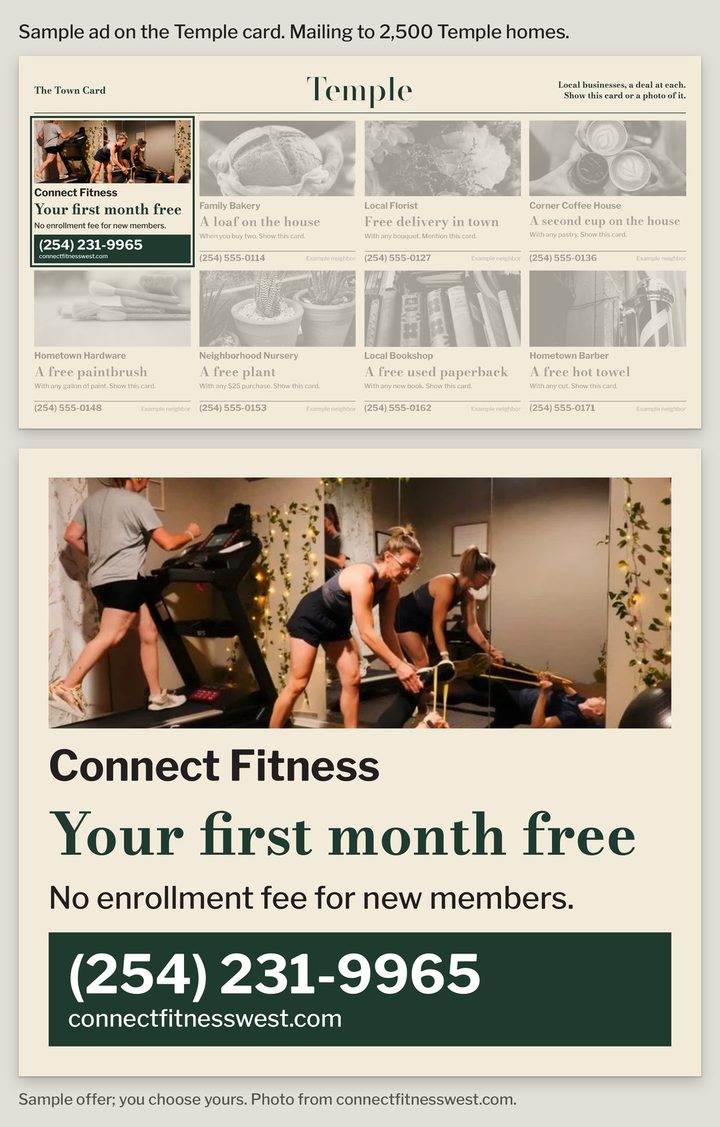 Sample ad on the Temple card. Mailing to 2,500 Temple homes.
The Town Card
Temple
Local businesses, a deal at each.
Show this card or a photo of it.
Connect Fitness
Your first month free
No enrollment fee for new members.
(254) 231-9965
connectfitnesswest.com
Family Bakery
A loaf on the house
When you buy two. Show this card.
(254) 555-0114
Example neighbor
Local Florist
Free delivery in town
With any bouquet. Mention this card.
(254) 555-0127
Example neighbor
Corner Coffee House
A second cup on the house
With any pastry. Show this card.
(254) 555-0136
Example neighbor
Hometown Hardware
A free paintbrush
With any gallon of paint. Show this card.
(254) 555-0148
Example neighbor
Neighborhood Nursery
A free plant
With any $25 purchase. Show this card.
(254) 555-0153
Example neighbor
Local Bookshop
A free used paperback
With any new book. Show this card.
(254) 555-0162
Example neighbor
Hometown Barber
A free hot towel
With any cut. Show this card.
(254) 555-0171
Example neighbor
Connect Fitness
Your first month free
No enrollment fee for new members.
(254) 231-9965
connectfitnesswest.com
Sample offer; you choose yours. Photo from connectfitnesswest.com.